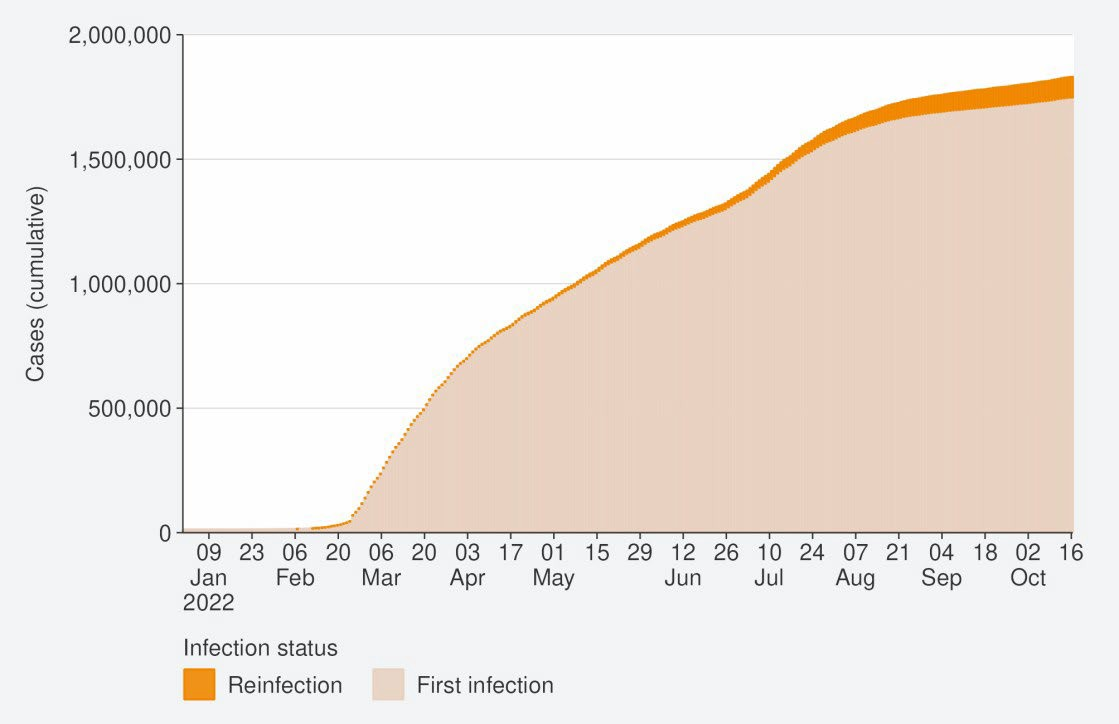 2,000,000
1,500,000
1,000,000
500,000
0
Cases (cumulative)
09 23 06 20 06 20 03 17 01 15 29 12 26 10 24 07 21 04 18 02 16
Jan Feb Mar Apr May Jun Jul Aug Sep Oct
2022
Infection status
Reinfection First infection